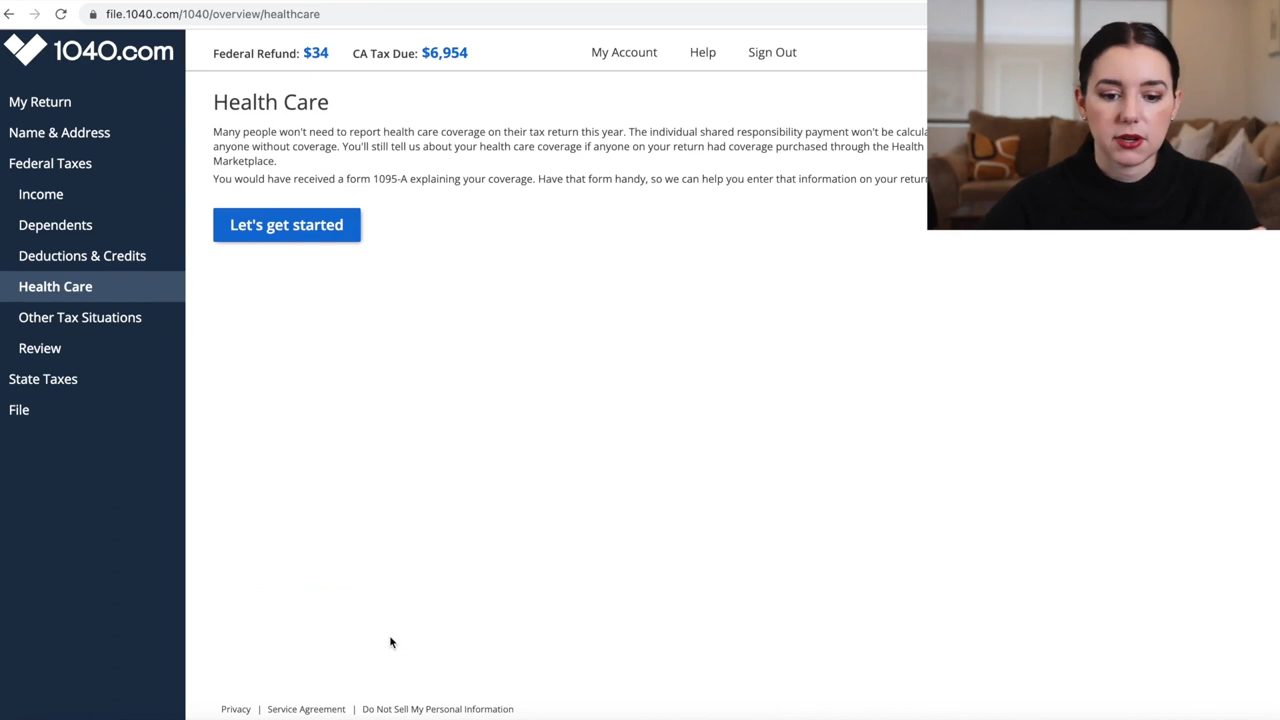 file.1040.com/1040/overview/healthcare
1040.com
Federal Refund: $34 CA Tax Due: $6,954 My Account Help Sign Out
My Return
Name & Address
Federal Taxes
Income
Dependents
Deductions & Credits
Health Care
Other Tax Situations
Review
State Taxes
File
Health Care
Many people won't need to report health care coverage on their tax return this year. The individual shared responsibility payment won't be
anyone without coverage. You'll still tell us about your health care coverage if anyone on your return had coverage purchased through the Health
Marketplace.
You would have received a form 1095-A explaining your coverage. Have that form handy, so we can help you enter that information on your
Let's get started
Privacy | Service Agreement | Do Not Sell My Personal Information